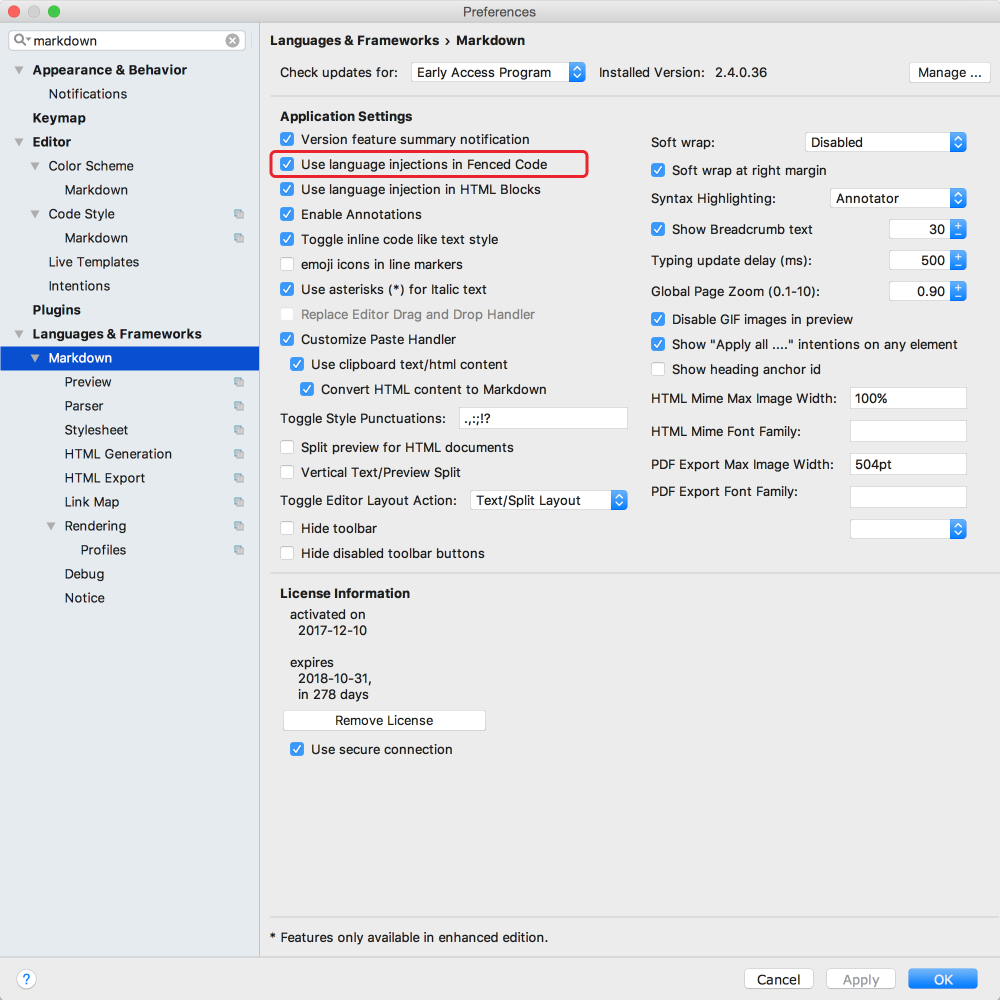 Preferences
markdown
Appearance & Behavior
Notifications
Keymap
Editor
Color Scheme
Markdown
Code Style
Markdown
Live Templates
Intentions
Plugins
Languages & Frameworks
Markdown
Preview
Parser
Stylesheet
HTML Generation
HTML Export
Link Map
Rendering
Profiles
Debug
Notice
?
Languages & Frameworks › Markdown
Check updates for: Early Access Program Installed Version: 2.4.0.36 Manage ...
Application Settings
Version feature summary notification
Use language injections in Fenced Code
Use language injection in HTML Blocks
Enable Annotations
Toggle inline code like text style
emoji icons in line markers
Use asterisks (*) for Italic text
Replace Editor Drag and Drop Handler
Customize Paste Handler
Use clipboard text/html content
Convert HTML content to Markdown
Toggle Style Punctuations: .,:;!?
Split preview for HTML documents
Vertical Text/Preview Split
Toggle Editor Layout Action: Text/Split Layout
Hide toolbar
Hide disabled toolbar buttons
Soft wrap: Disabled
Soft wrap at right margin
Syntax Highlighting: Annotator
Show Breadcrumb text 30
Typing update delay (ms): 500
Global Page Zoom (0.1-10): 0.90
Disable GIF images in preview
Show "Apply all ...." intentions on any element
Show heading anchor id
HTML Mime Max Image Width: 100%
HTML Mime Font Family:
PDF Export Max Image Width: 504pt
PDF Export Font Family:
License Information
activated on
2017-12-10
expires
2018-10-31,
in 278 days
Remove License
Use secure connection
* Features only available in enhanced edition.
Cancel Apply OK